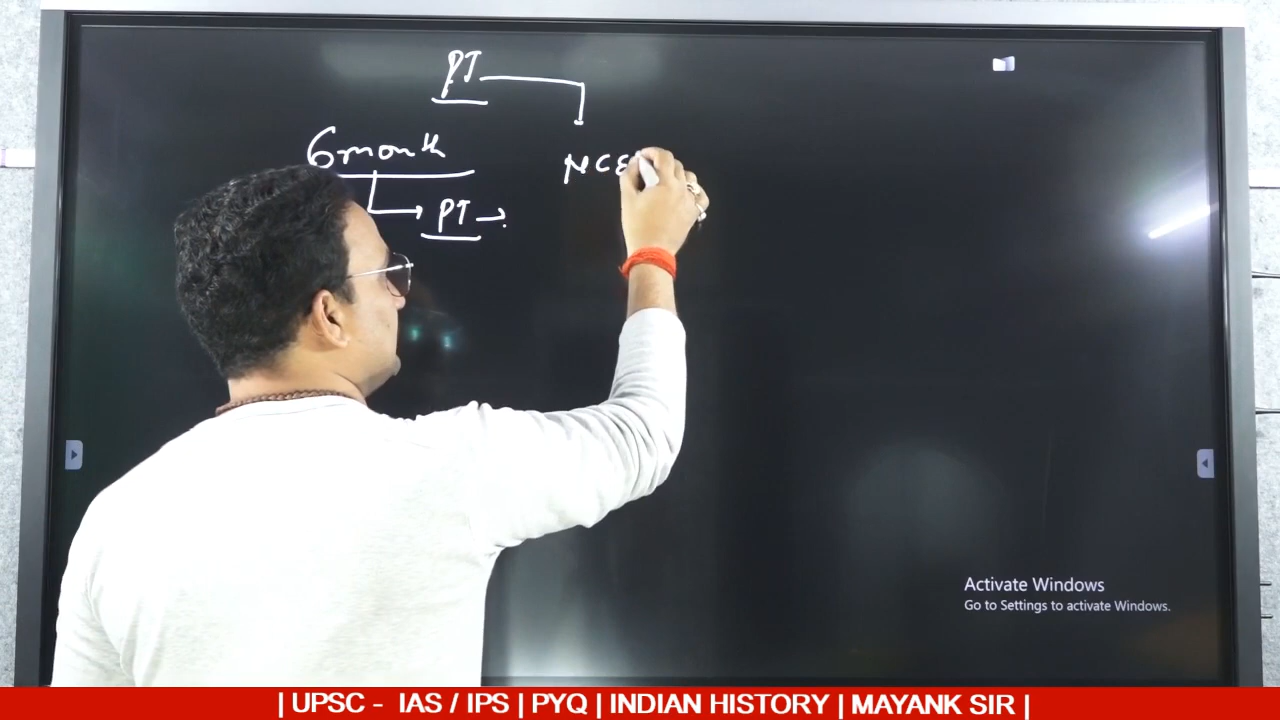 PT
6 month
NCE
PT
Activate Windows
Go to Settings to activate Windows.
| UPSC - IAS / IPS | PYQ | INDIAN HISTORY | MAYANK SIR |